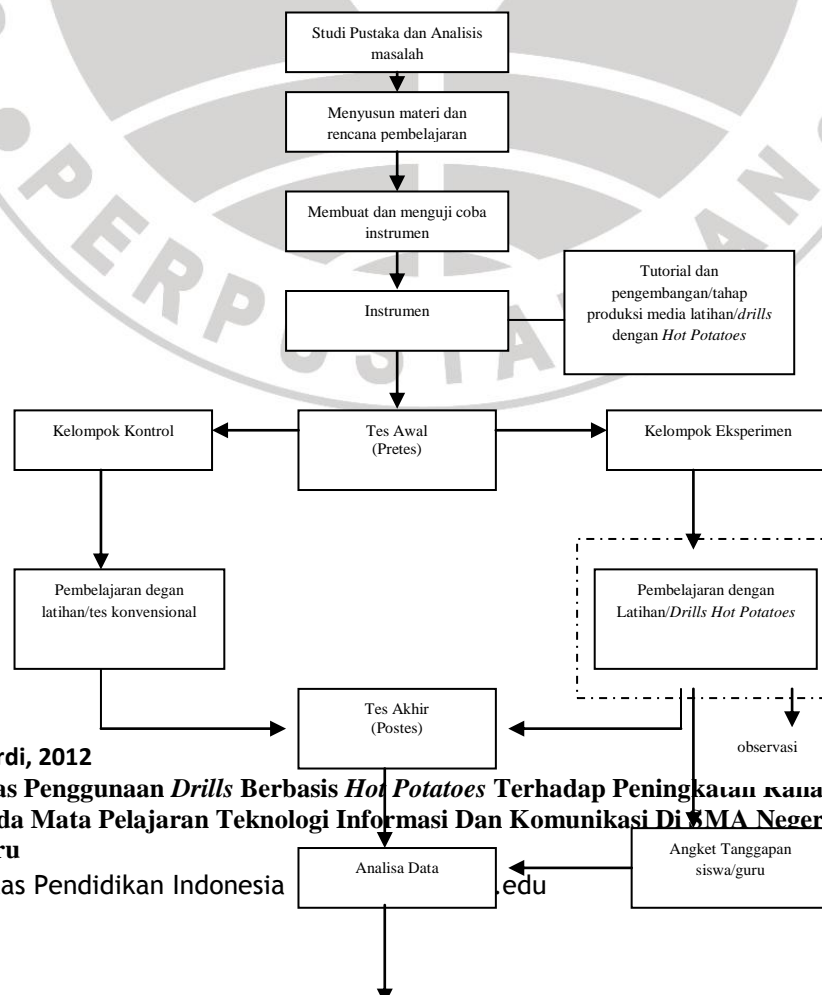 Studi Pustaka dan Analisis
masalah
Menyusun materi dan
rencana pembelajaran
Membuat dan menguji coba
instrumen
Instrumen
Tutorial dan
pengembangan/tahap
produksi media latihan/drills
dengan Hot Potatoes
Kelompok Kontrol
Tes Awal
(Pretes)
Kelompok Eksperimen
Pembelajaran degan
latihan/tes konvensional
Pembelajaran dengan
Latihan/Drills Hot Potatoes
Tes Akhir
(Postes)
observasi
rdi, 2012
as Penggunaan Drills Berbasis Hot Potatoes Terhadap Peningkatan
da Mata Pelajaran Teknologi Informasi Dan Komunikasi Di SMA Neger
ru
Angket Tanggapan
siswa/guru
Analisa Data
as Pendidikan Indonesia .edu